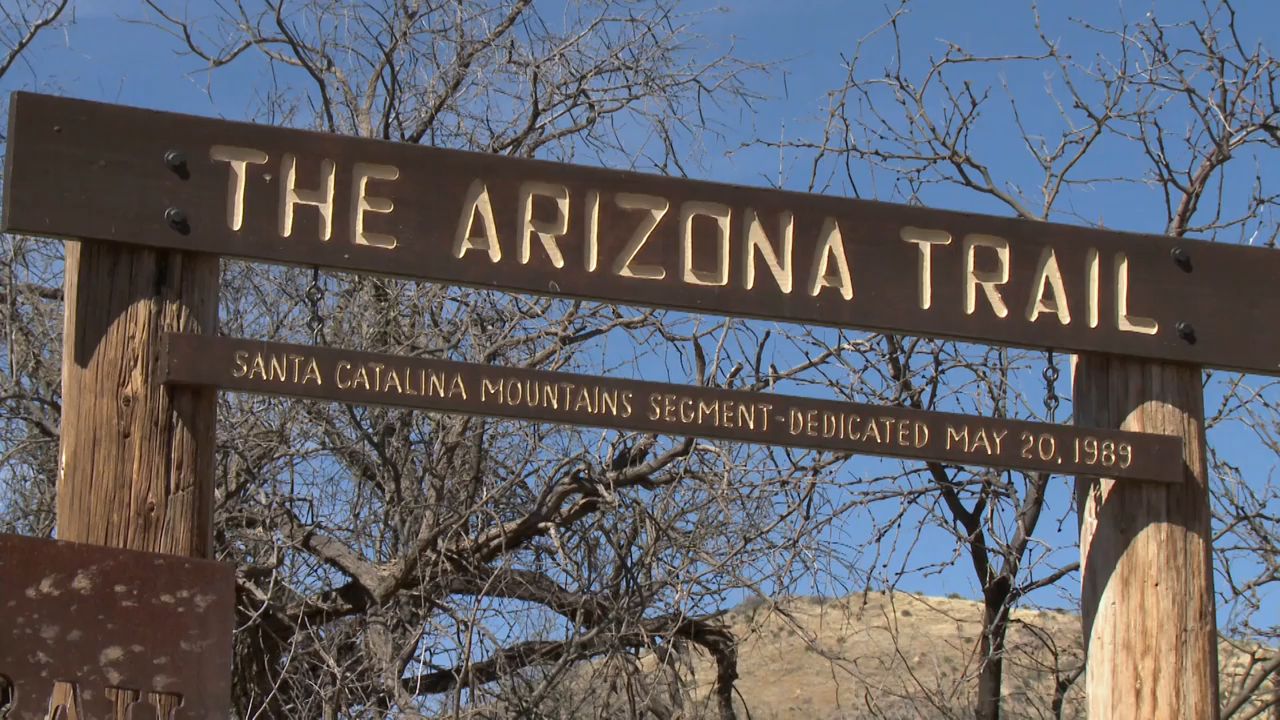 THE ARIZONA TRAIL
SANTA CATALINA MOUNTAINS SEGMENT-DEDICATED MAY 20, 1989